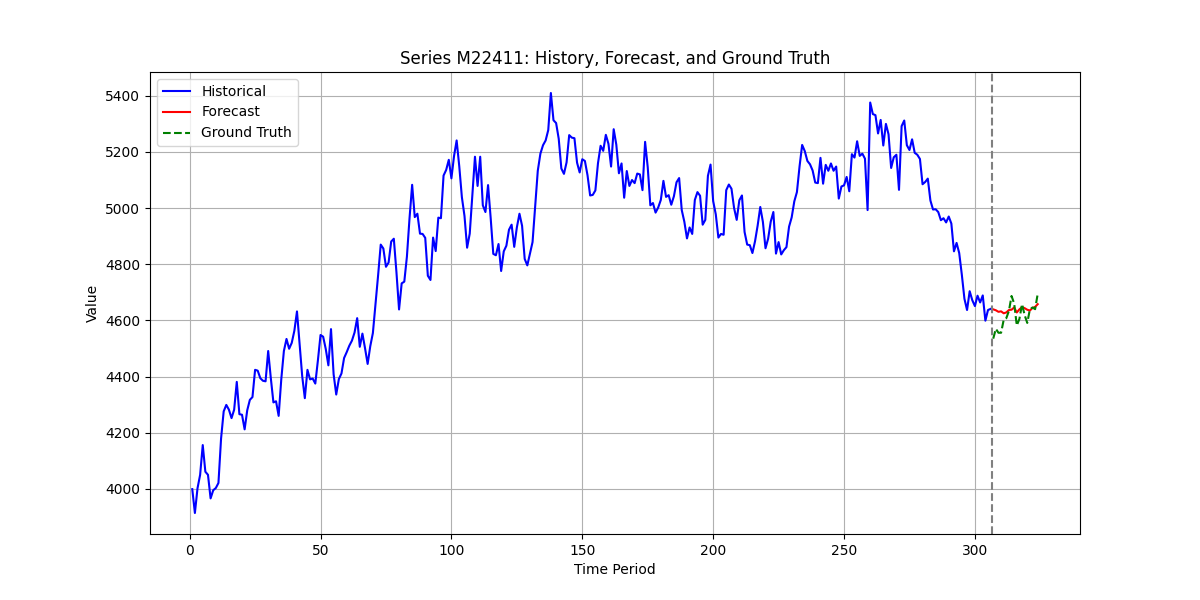 Series M22411: History, Forecast, and Ground Truth
Historical
Forecast
Ground Truth
5400
5200
5000
4800
4600
4400
4200
4000
Value
0 50 100 150 200 250 300
Time Period